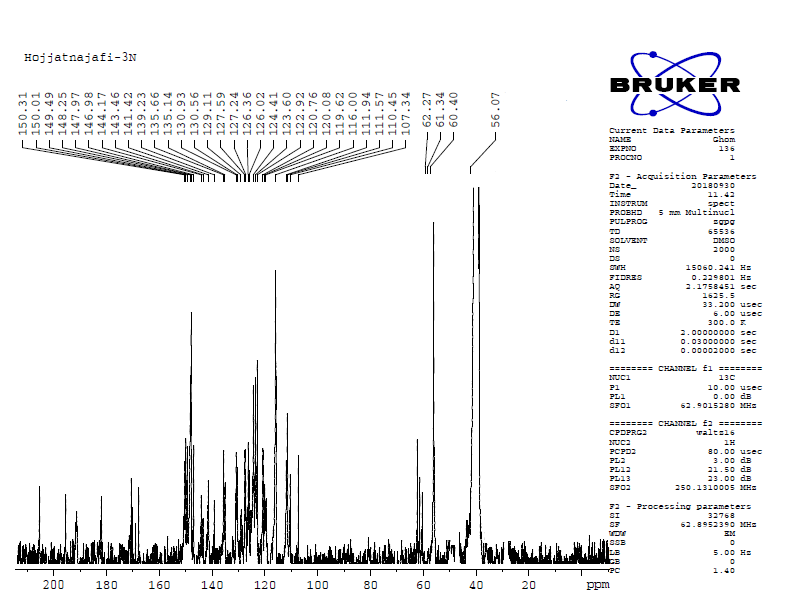 Hojjatnajafi-3N
150.31
150.01
149.49
148.25
147.97
146.98
144.17
143.46
141.42
139.23
135.66
135.14
130.93
130.56
129.11
127.59
127.24
126.36
126.02
124.41
123.60
122.92
120.76
120.08
119.62
116.00
111.94
111.57
110.45
107.34
62.27
61.34
60.40
56.07
200 180 160 140 120 100 80 60 40 20 ppm
BRUKER
Current Data Parameters
NAME Ghom
EXPNO 136
PROCNO 1
F2 - Acquisition Parameters
Date_ 20180930
Time 11.42
INSTRUM spect
PROBHD 5 mm Multinucl
PULPROG zgpg
TD 65536
SOLVENT DMSO
NS 2000
DS 0
SWH 15060.241 Hz
FIDRES 0.229801 Hz
AQ 2.1758451 sec
RG 1625.5
DW 33.200 usec
DE 6.00 usec
TE 300.0 K
D1 2.00000000 sec
d11 0.03000000 sec
d12 0.00002000 sec
======== CHANNEL f1 ========
NUC1 13C
P1 10.00 usec
PL1 0.00 dB
SFO1 62.9015280 MHz
======== CHANNEL f2 ========
CPDPRG2 waltz16
NUC2 1H
PCPD2 80.00 usec
PL2 3.00 dB
PL12 21.50 dB
PL13 23.00 dB
SFO2 250.1310005 MHz
F2 - Processing parameters
SI 32768
SF 62.8952390 MHz
WDW EM
SSB 0
LB 5.00 Hz
GB 0
PC 1.40